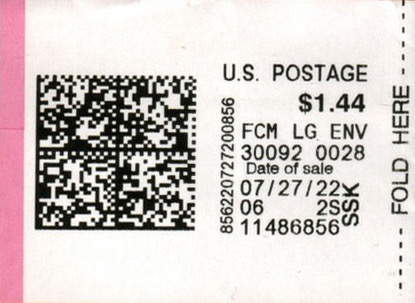 U.S. POSTAGE
$1.44
FCM LG ENV
30092 0028
Date of sale
07/27/22
06 2S
SSK
11486856
8562207277200856
FOLD HERE